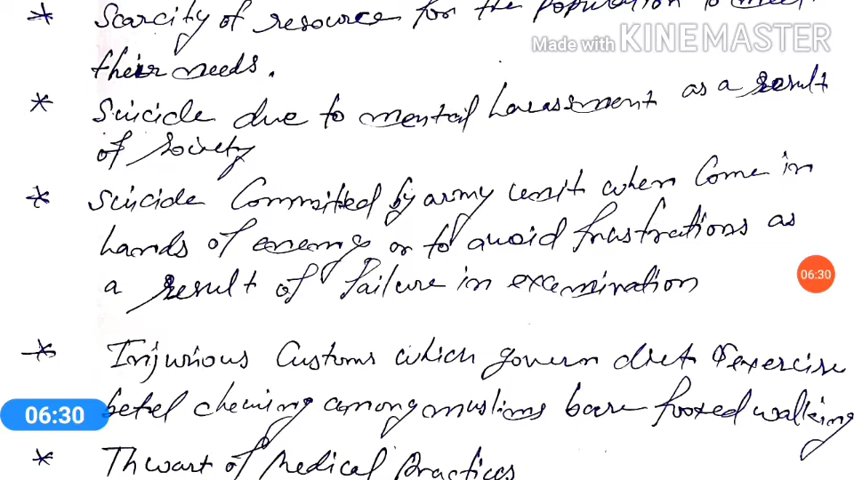 * Scarcity of resource for the population to meet
Made with KINEMASTER
their needs.
* Suicide due to mental harassment as a result
of society
* Suicide Committed by army unit when Come in
hands of enemy or to avoid frustrations as
a result of failure in examination
06:30
* Injurious Customs which govern diet & exercise
06:30
betel chewing among muslims bare footed walking
* Thwart of Medical Practices